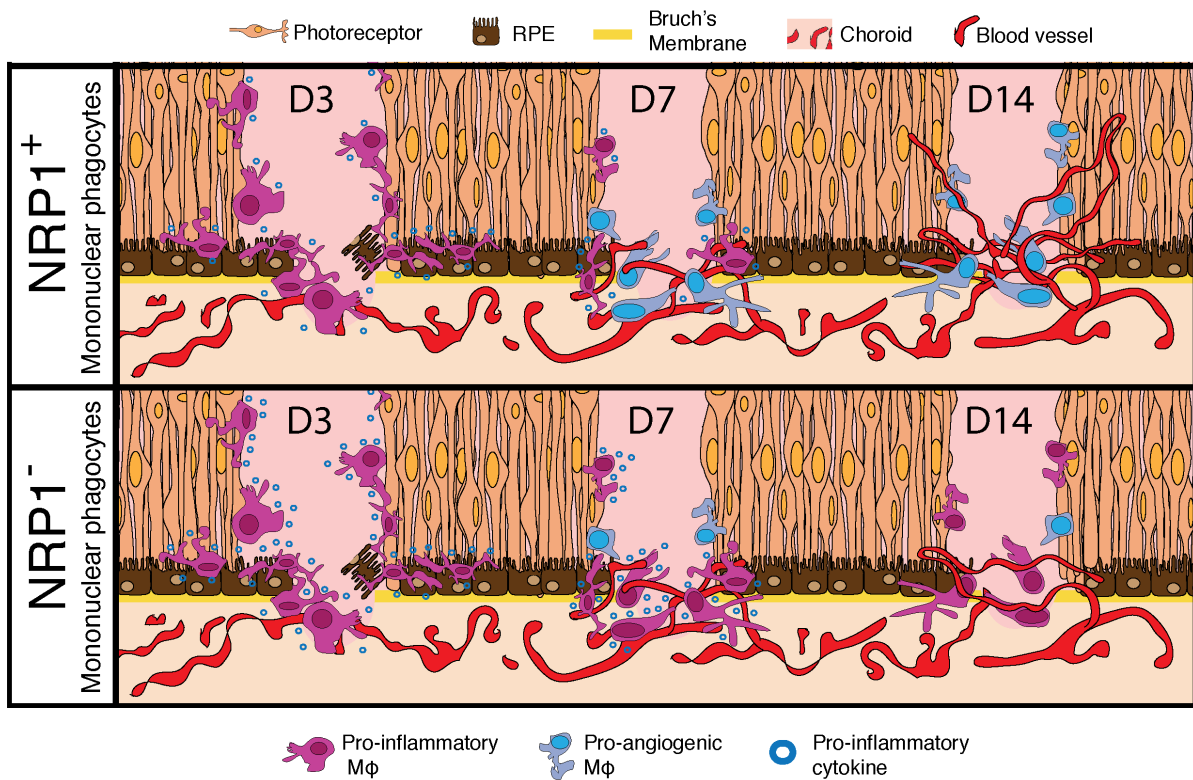 Photoreceptor
RPE
Bruch's
Membrane
Choroid
Blood vessel
NRP1+
Mononuclear phagocytes
D3
D7
D14
NRP1-
Mononuclear phagocytes
D3
D7
D14
Pro-inflammatory
Mϕ
Pro-angiogenic
Mϕ
Pro-inflammatory
cytokine